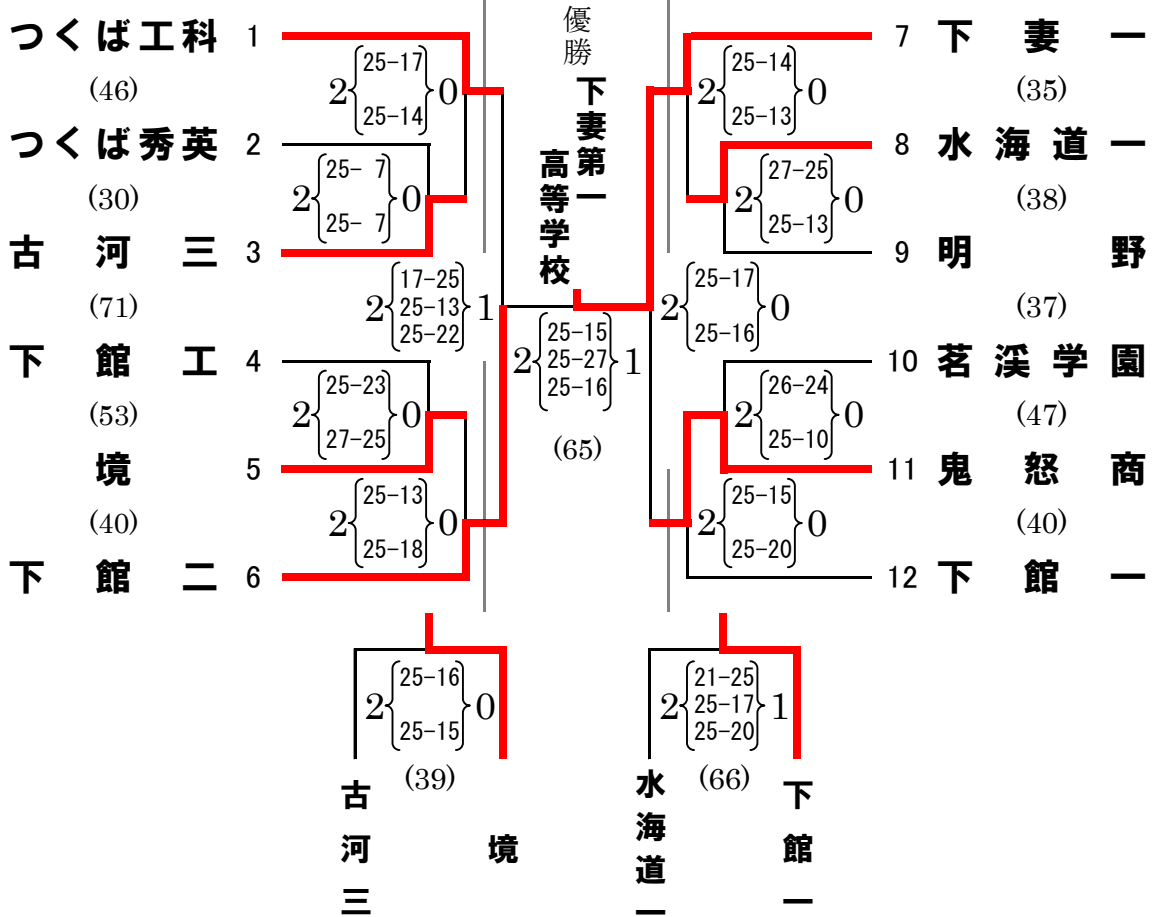 優勝
下妻第一
高等学校
つくば工科 1
(46)
つくば秀英 2
(30)
古河三 3
(71)
下館工 4
(53)
境 5
(40)
下館二 6
2 25-17 0
25-14
2 25- 7 0
25- 7
17-25
2 25-13 1
25-22
2 25-23 0
27-25
2 25-13 0
25-18
25-15
2 25-27 1
25-16
(65)
7 下妻一
(35)
8 水海道一
(38)
9 明野
(37)
10 茗渓学園
(47)
11 鬼怒商
(40)
12 下館一
2 25-14 0
25-13
2 27-25 0
25-13
2 25-17 0
25-16
2 26-24 0
25-10
2 25-15 0
25-20
2 25-16 0
25-15
(39)
古河三
境
21-25
2 25-17 1
25-20
(66)
水海道一
下館一